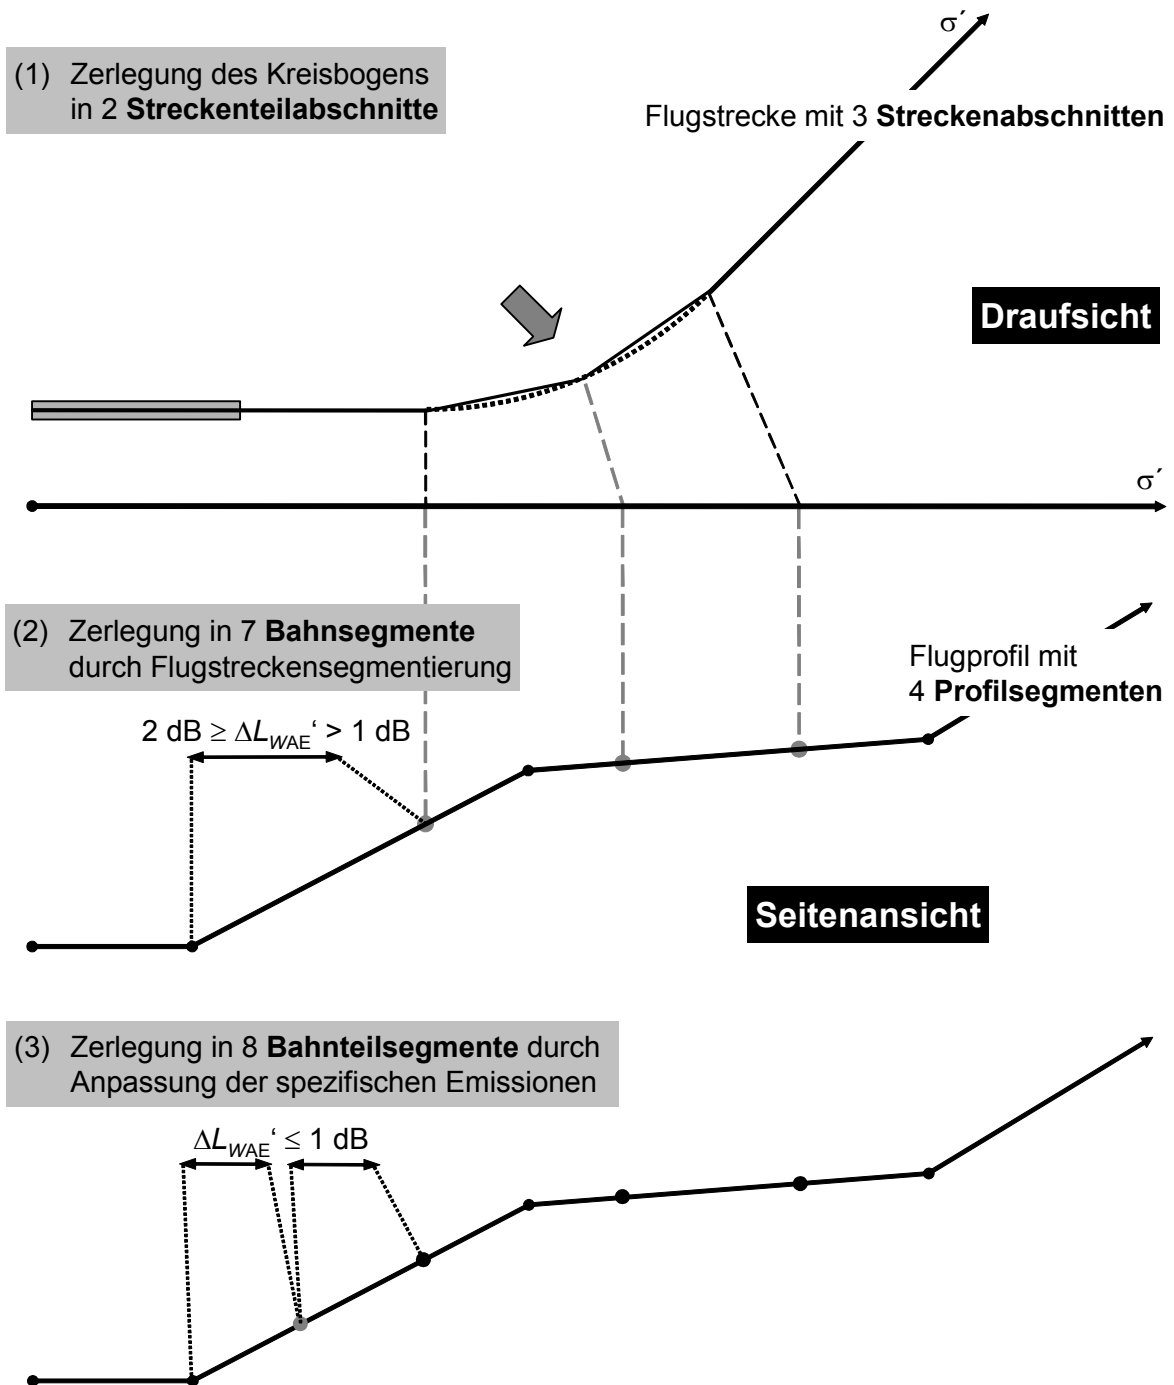 σ´
(1) Zerlegung des Kreisbogens
in 2 Streckenteilabschnitte
Flugstrecke mit 3 Streckenabschnitten
Draufsicht
σ´
(2) Zerlegung in 7 Bahnsegmente
durch Flugstreckensegmentierung
Flugprofil mit
4 Profilsegmenten
2 dB ≥ ΔLWAE‘ > 1 dB
Seitenansicht
(3) Zerlegung in 8 Bahnteilsegmente durch
Anpassung der spezifischen Emissionen
ΔLWAE‘ ≤ 1 dB